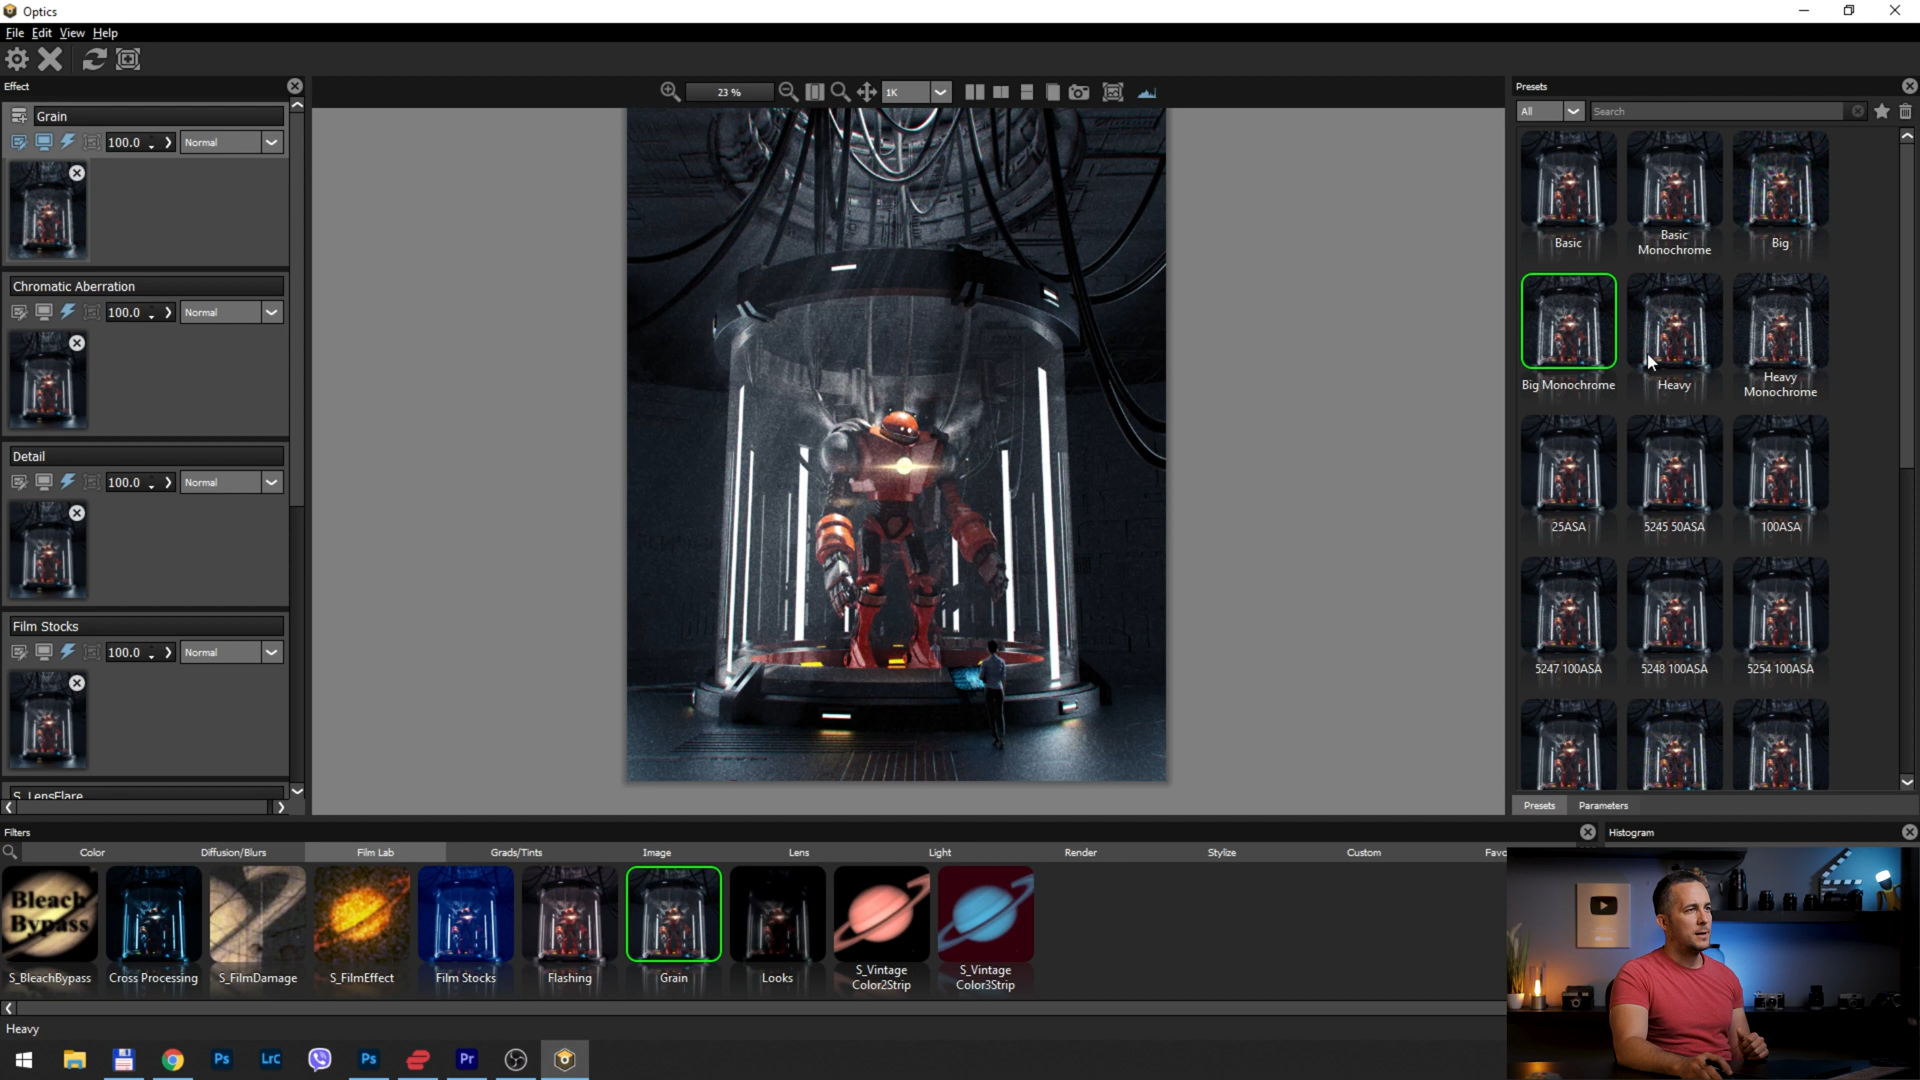 Optics
File Edit View Help
Effect
Grain
100.0 Normal
Chromatic Aberration
100.0 Normal
Detail
100.0 Normal
Film Stocks
100.0 Normal
S_LensFlare
23 %
1K
Presets
All Search
Basic
Basic Monochrome
Big
Big Monochrome
Heavy
Heavy Monochrome
25ASA
5245 50ASA
100ASA
5247 100ASA
5248 100ASA
5254 100ASA
Presets Parameters
Filters
Histogram
Color Diffusion/Blurs Film Lab Grads/Tints Image Lens Light Render Stylize Custom Favo
Bleach
Bypass
S_BleachBypass
Cross Processing
S_FilmDamage
S_FilmEffect
Film Stocks
Flashing
Grain
Looks
S_Vintage
Color2Strip
S_Vintage
Color3Strip
Heavy
Ps
LrC
Ps
Pr